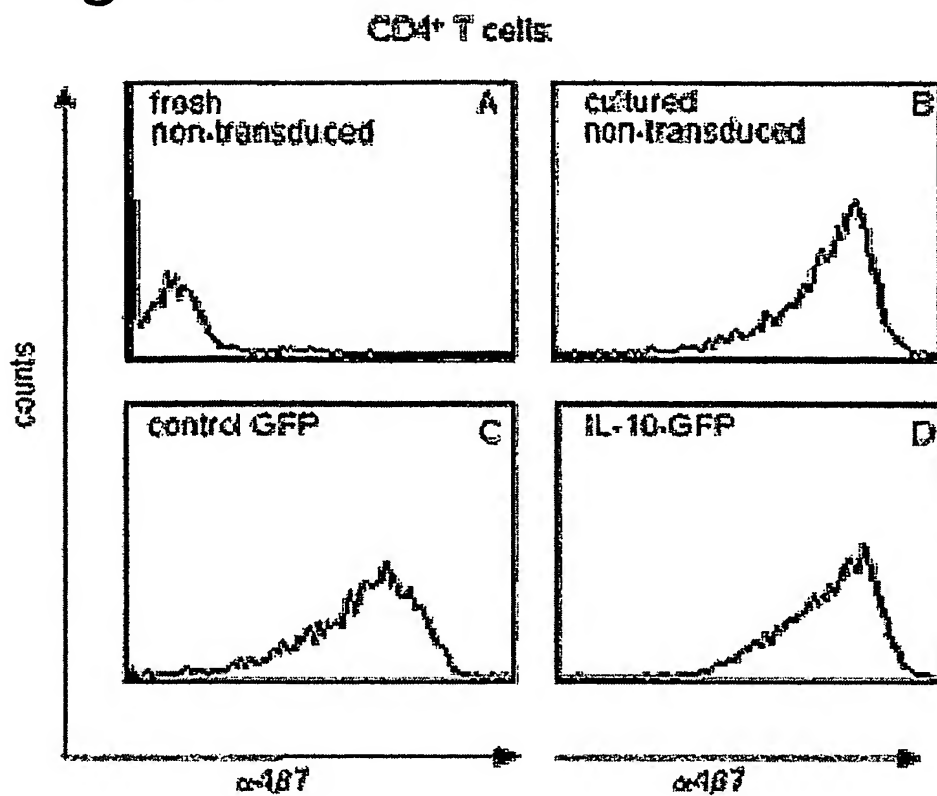 CD4+ T cells
fresh
non-transduced
A
cultured
non-transduced
B
counts
control GFP
C
IL-10-GFP
D
α4β7
α4β7